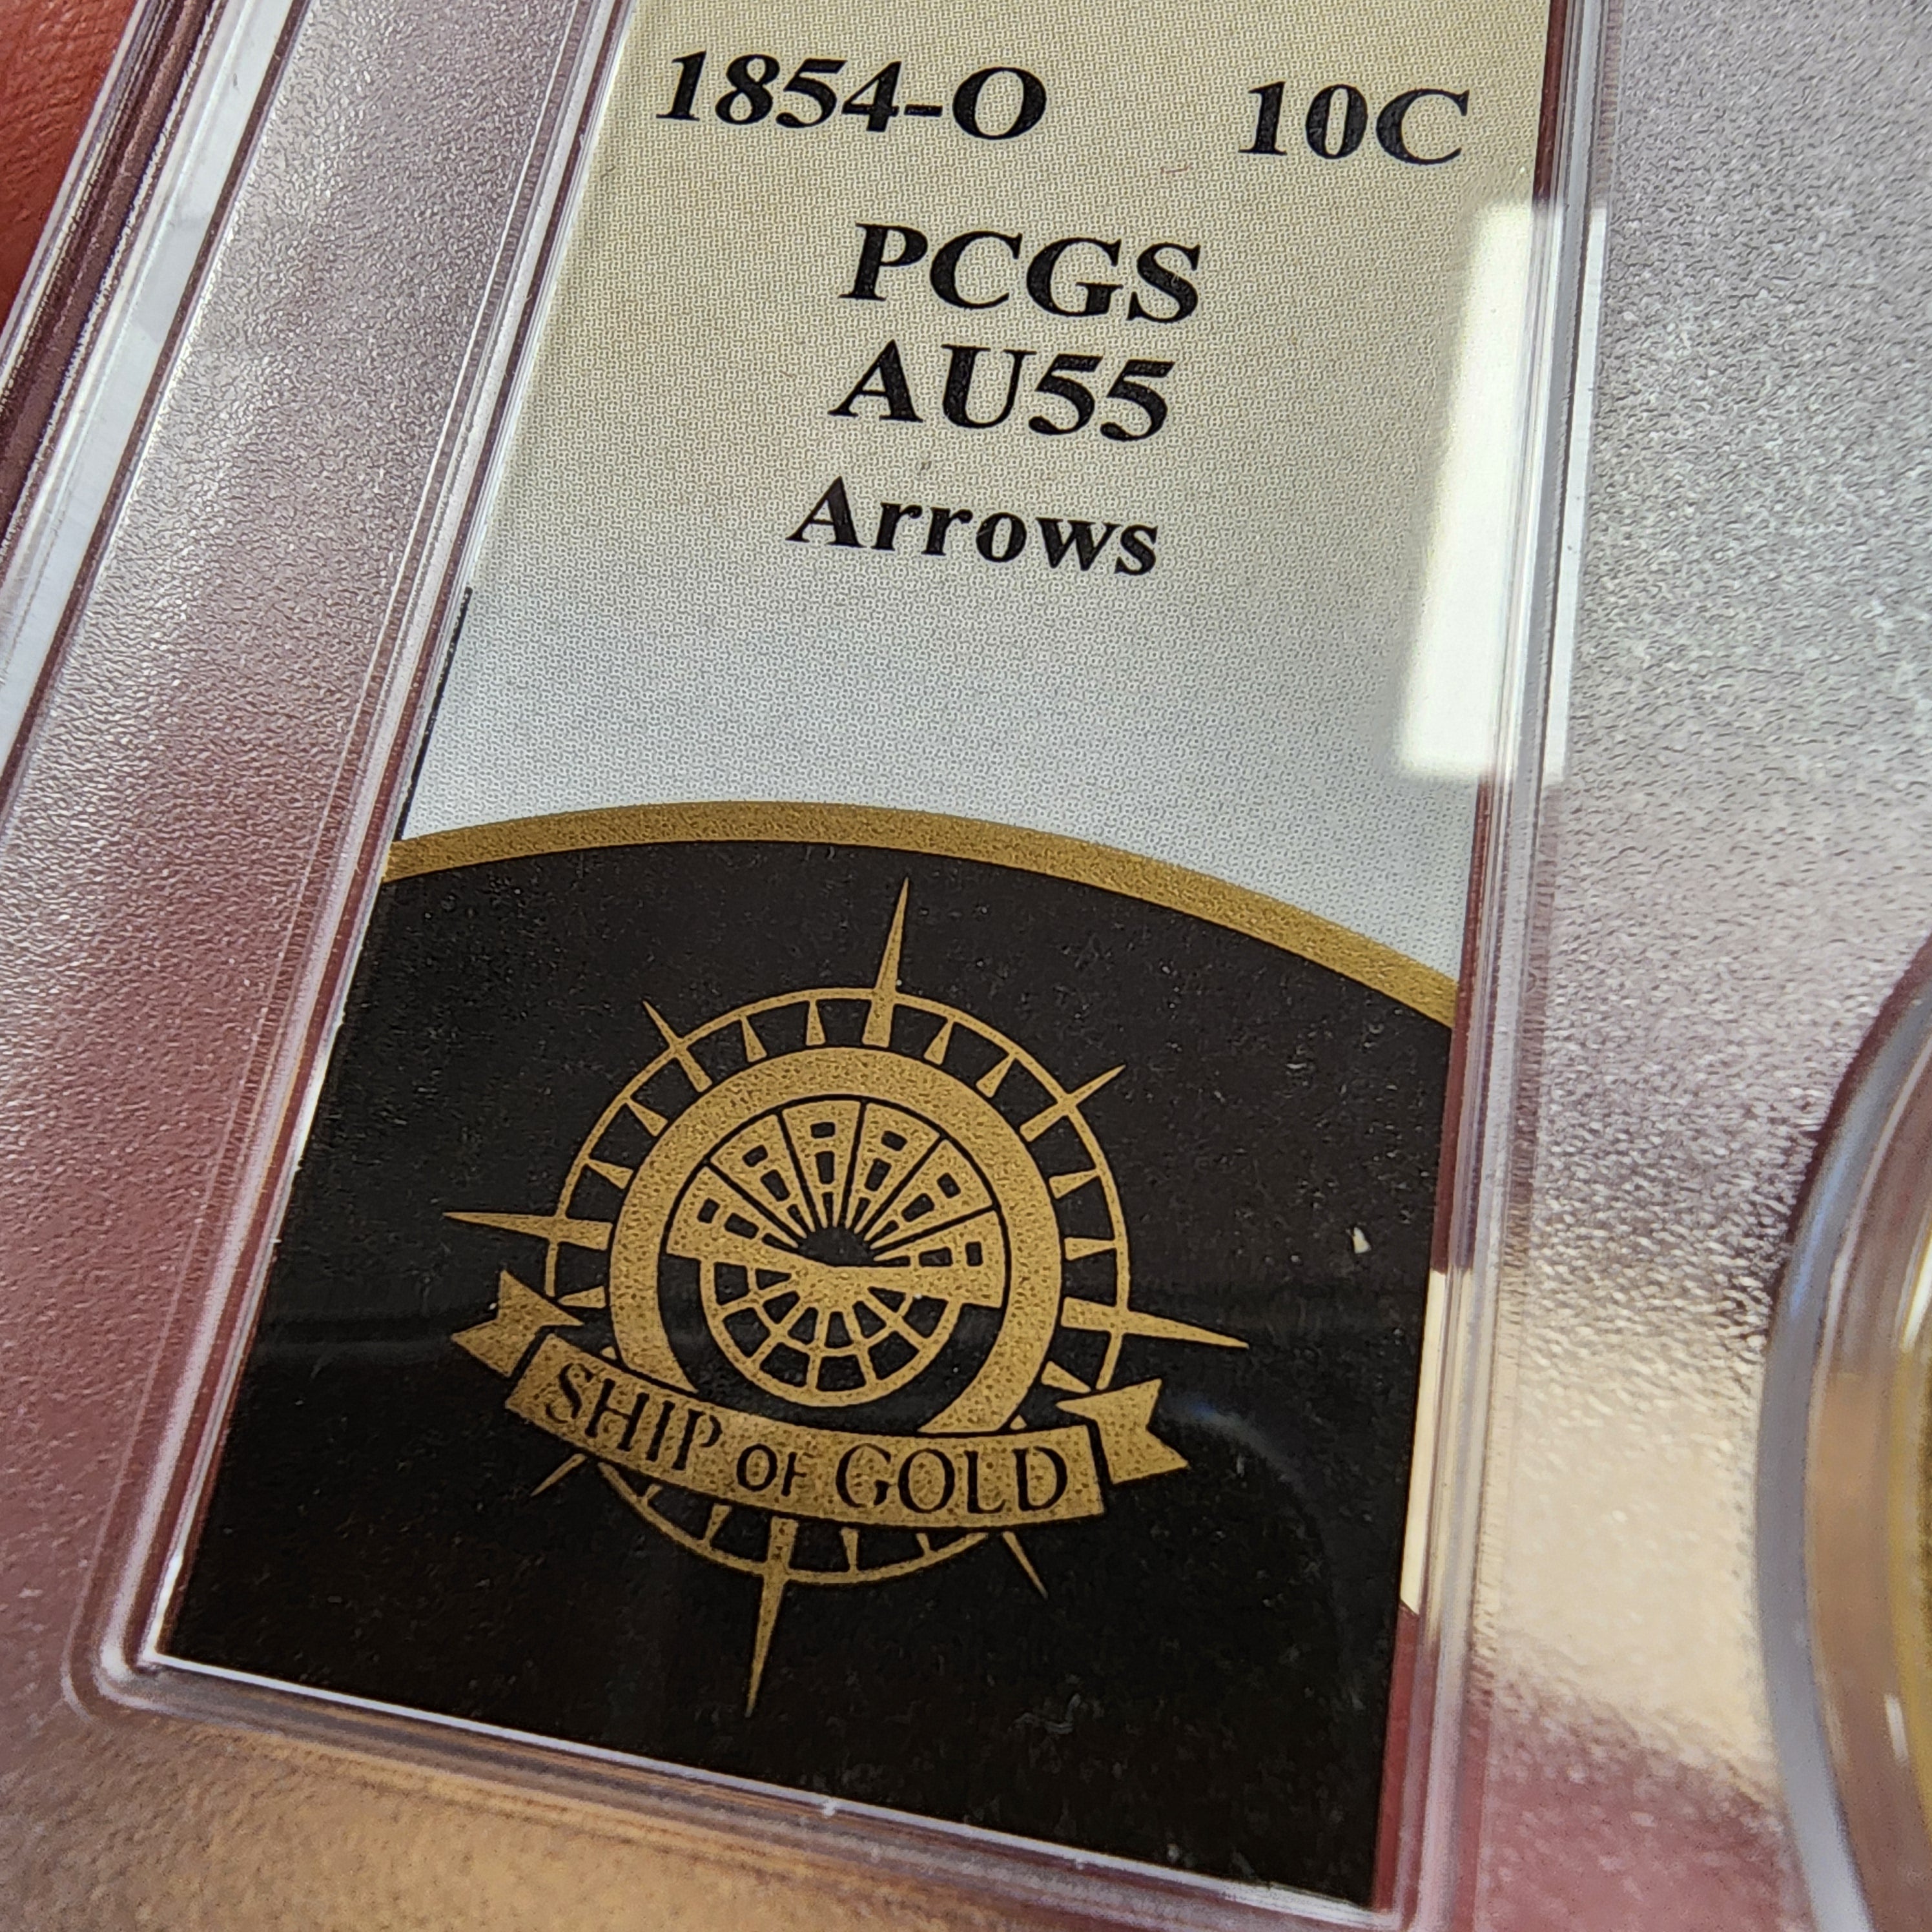 1854-O 10C
PCGS
AU55
Arrows
SHIP OF GOLD